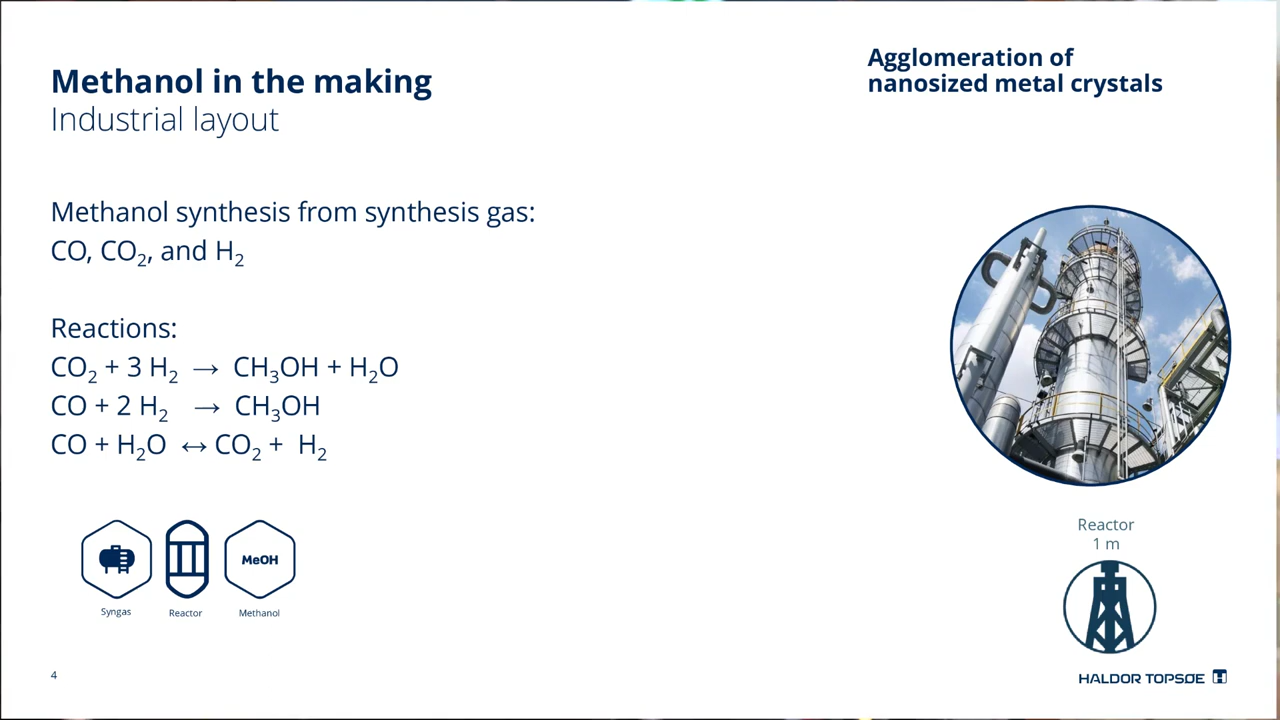 Methanol in the making
Industrial layout
Agglomeration of
nanosized metal crystals
Methanol synthesis from synthesis gas:
CO, CO₂, and H₂
Reactions:
CO₂ + 3 H₂ → CH₃OH + H₂O
CO + 2 H₂ → CH₃OH
CO + H₂O ↔ CO₂ + H₂
MeOH
Syngas
Reactor
Methanol
Reactor
1 m
4
HALDOR TOPSØE